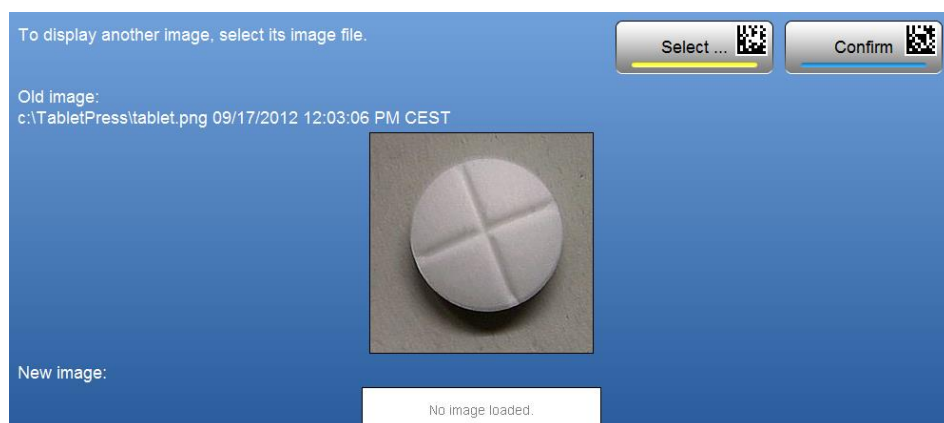 To display another image, select its image file.
Select ...
Confirm
Old image:
c:\TabletPress\tablet.png 09/17/2012 12:03:06 PM CEST
New image:
No image loaded.